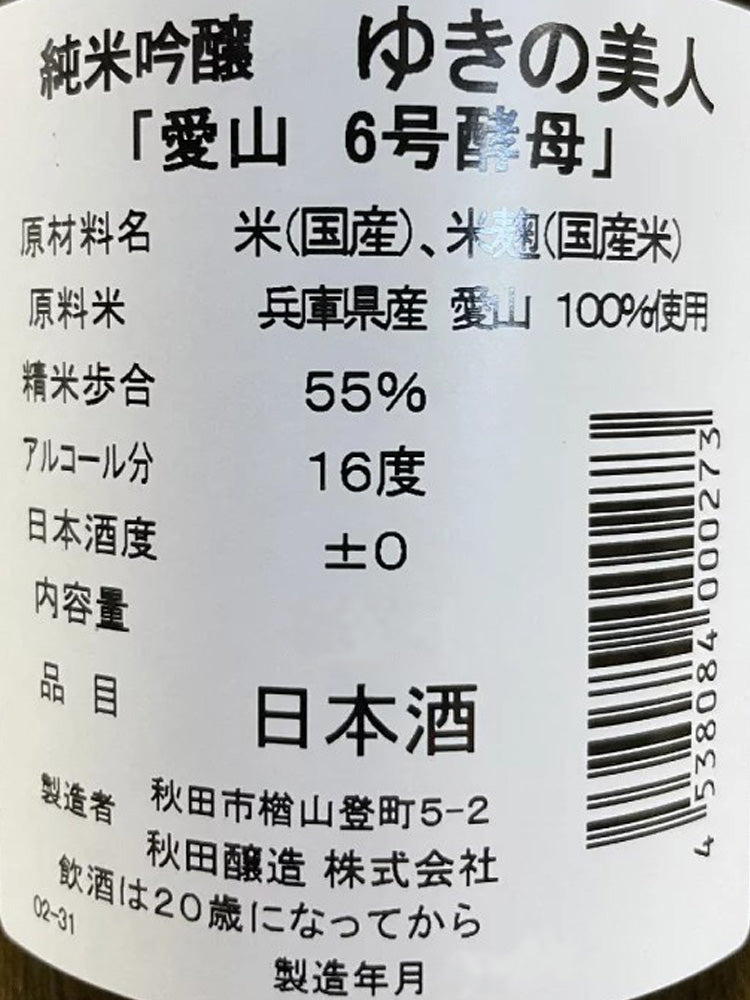 純米吟醸　ゆきの美人
「愛山　6号酵母」
原材料名　米(国産)、米麹(国産米)
原料米　兵庫県産 愛山 100%使用
精米歩合　55%
アルコール分　16度
日本酒度　±0
内容量
品目　日本酒
製造者　秋田市楢山登町5-2
秋田醸造 株式会社
飲酒は20歳になってから
02-31
製造年月
4538084000273